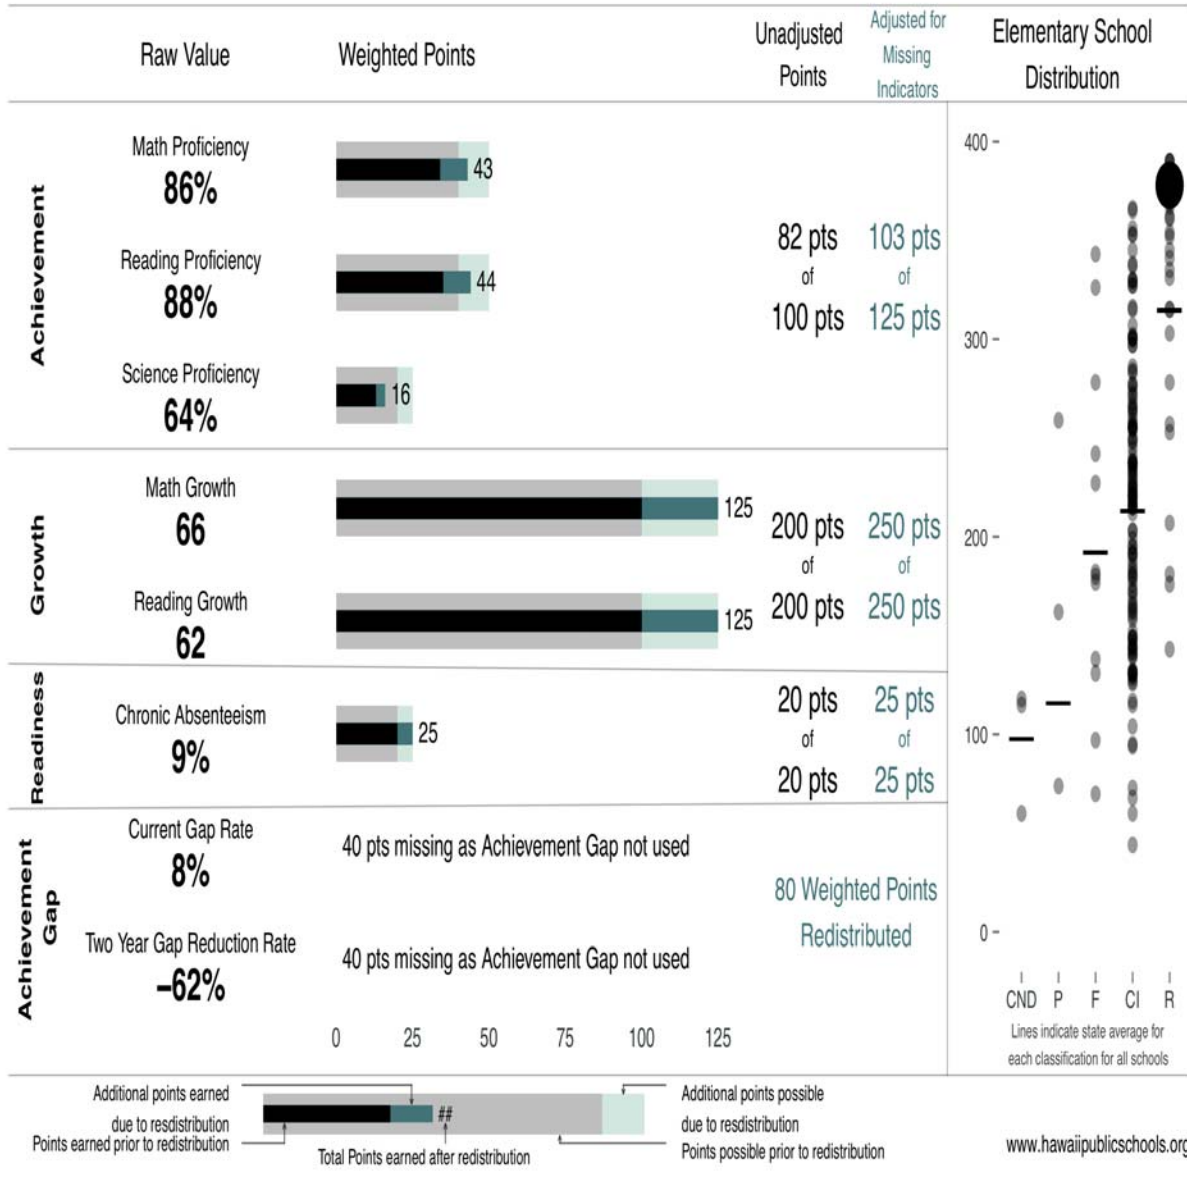 Raw Value
Weighted Points
Unadjusted
Points
Adjusted for
Missing
Indicators
Elementary School
Distribution
Achievement
Math Proficiency
86%
43
Reading Proficiency
88%
44
Science Proficiency
64%
16
82 pts
of
100 pts
103 pts
of
125 pts
Growth
Math Growth
66
125
Reading Growth
62
125
200 pts
of
200 pts
250 pts
of
250 pts
Readiness
Chronic Absenteeism
9%
25
20 pts
of
20 pts
25 pts
of
25 pts
Achievement
Gap
Current Gap Rate
8%
40 pts missing as Achievement Gap not used
Two Year Gap Reduction Rate
–62%
40 pts missing as Achievement Gap not used
80 Weighted Points
Redistributed
0 25 50 75 100 125
400
300
200
100
0
CND P F CI R
Lines indicate state average for
each classification for all schools
Additional points earned
due to resdistribution
Points earned prior to redistribution
##
Total Points earned after redistribution
Additional points possible
due to resdistribution
Points possible prior to redistribution
www.hawaiipublicschools.org